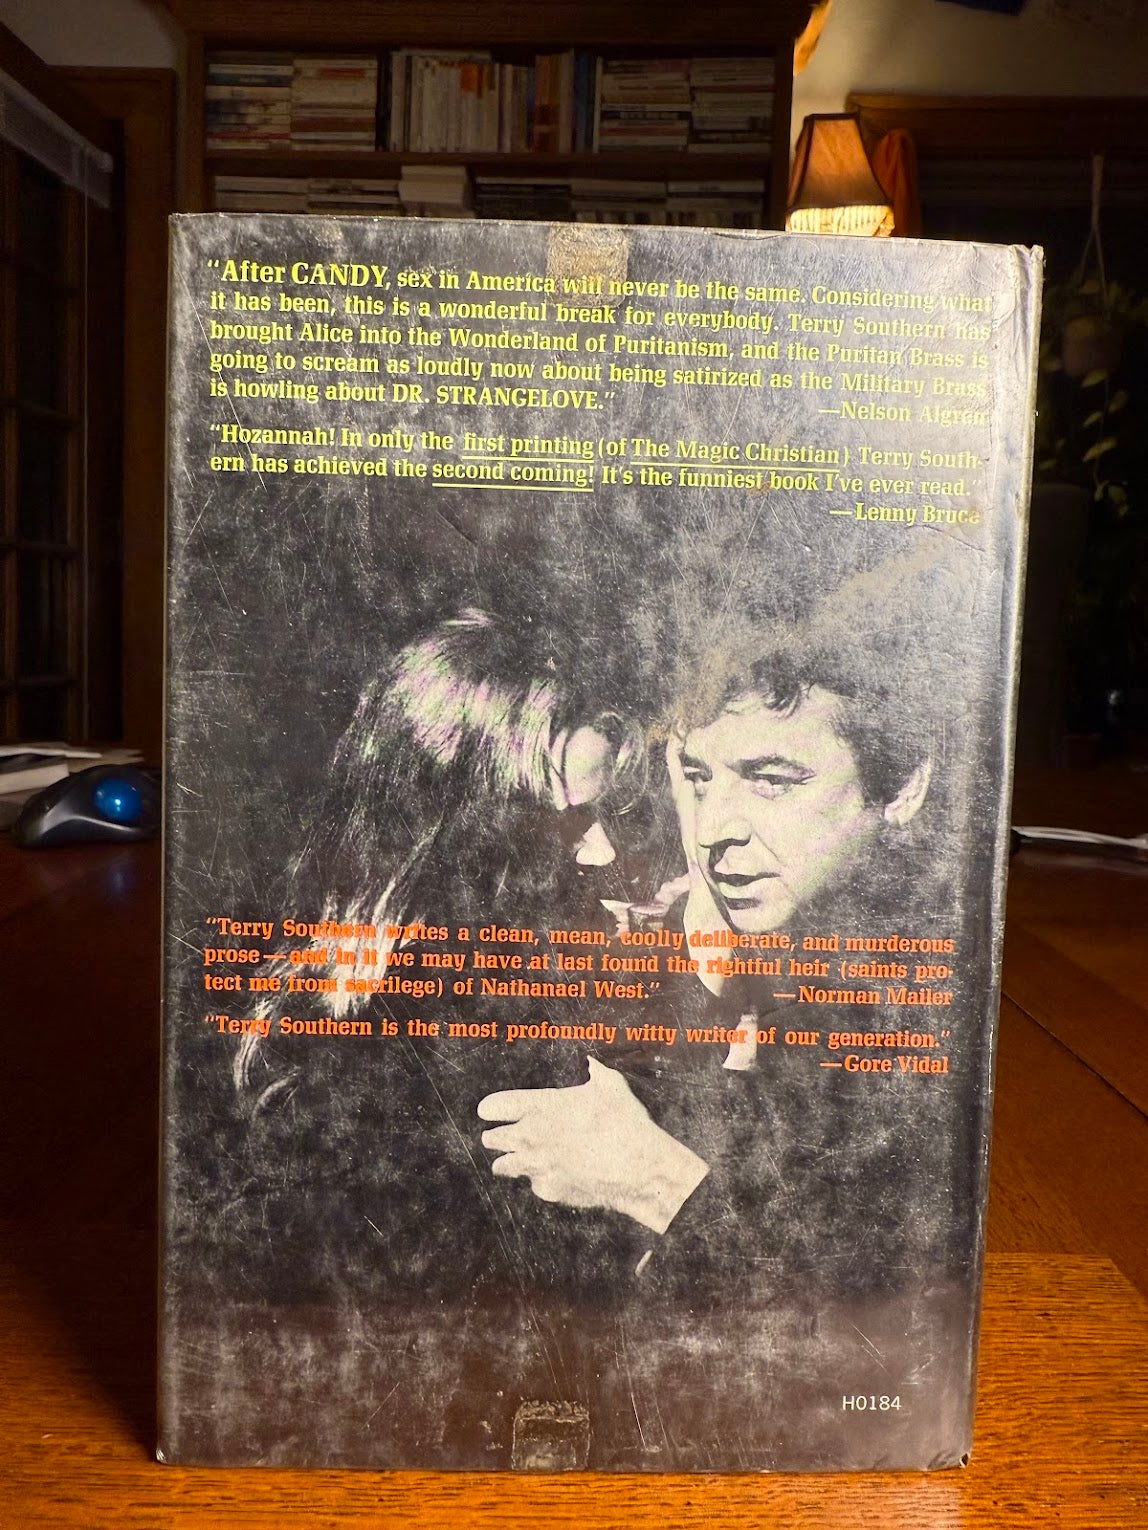 “After CANDY, sex in America will never be the same. Considering what
it has been, this is a wonderful break for everybody. Terry Southern has
brought Alice into the Wonderland of Puritanism, and the Puritan Brass is
going to scream as loudly now about being satirized as the Military Brass
is howling about DR. STRANGELOVE.”
—Nelson Algren
“Hozannah! In only the first printing (of The Magic Christian) Terry South-
ern has achieved the second coming! It's the funniest book I've ever read.”
—Lenny Bruce
“Terry Southern writes a clean, mean, coolly deliberate, and murderous
prose—and in it we may have at last found the rightful heir (saints pro-
tect me from sacrilege) of Nathanael West.” —Norman Mailer
“Terry Southern is the most profoundly witty writer of our generation.”
—Gore Vidal
H0184